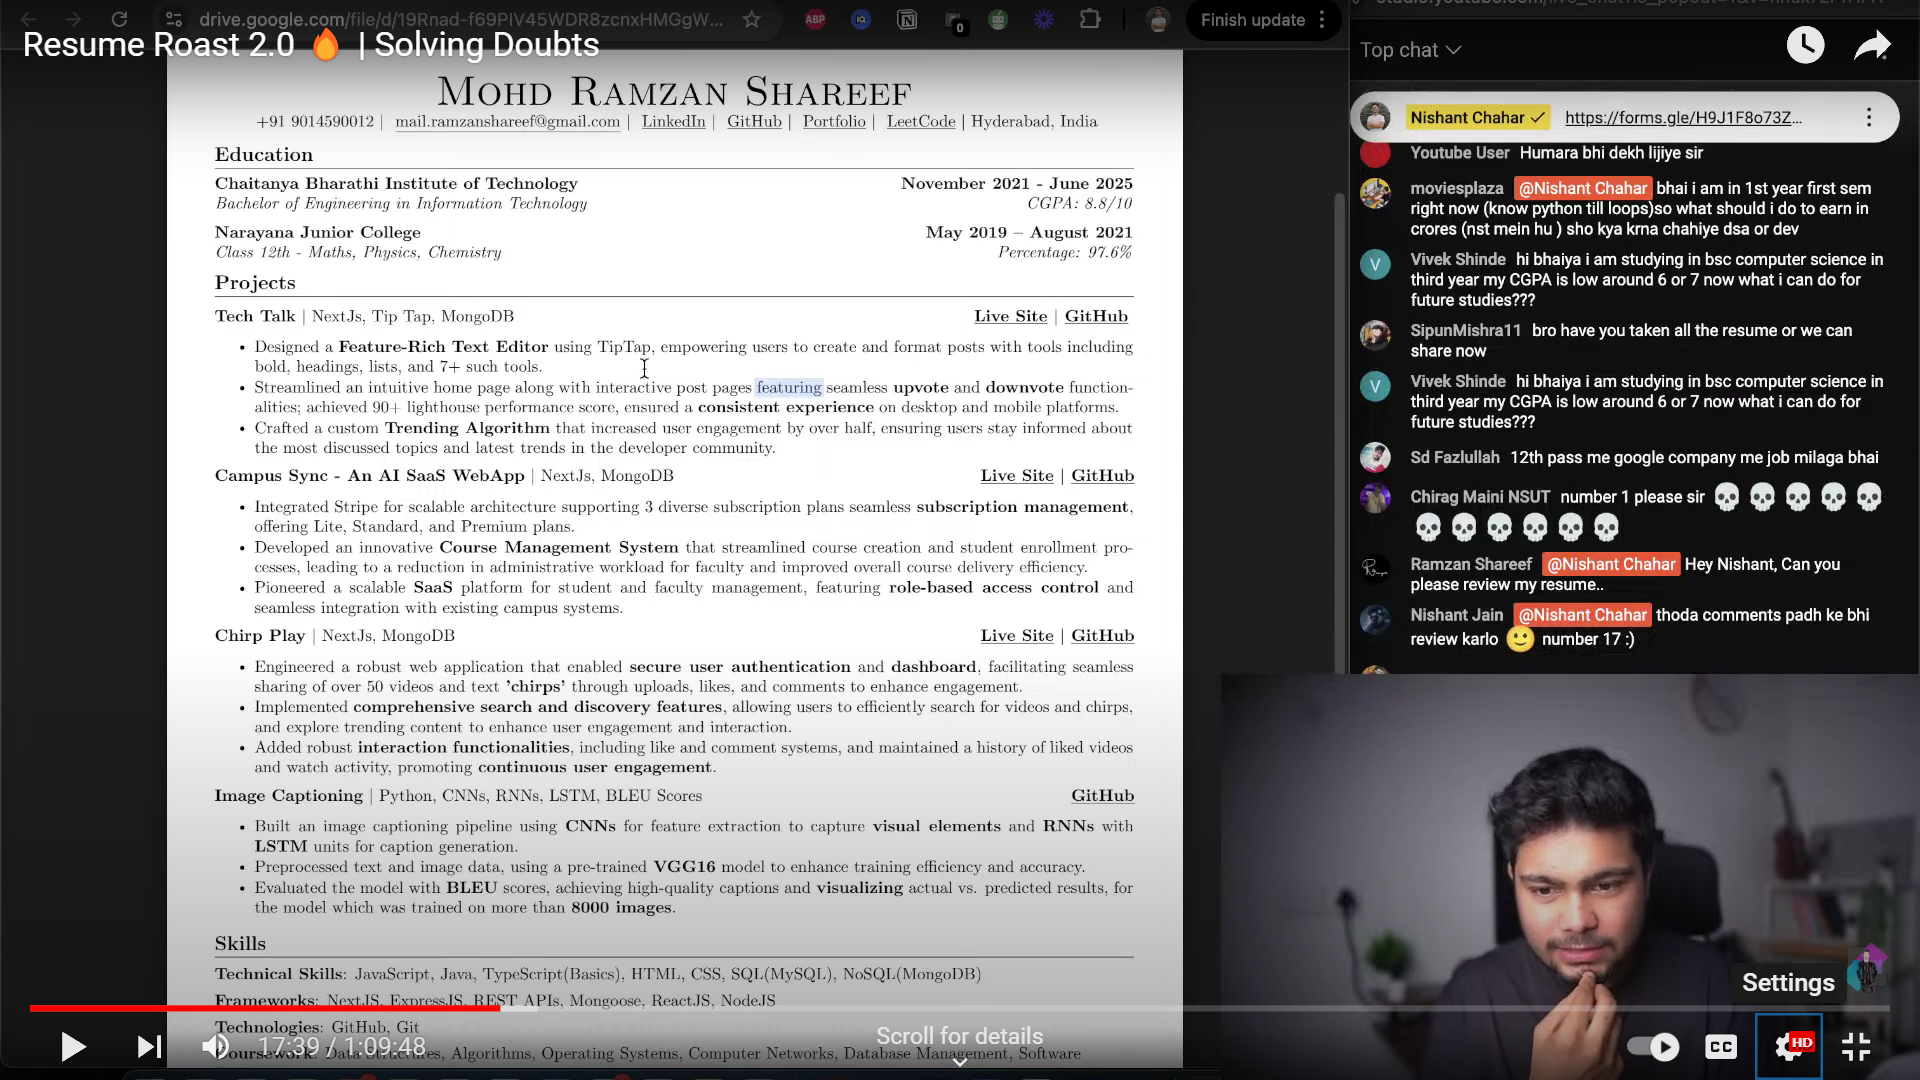 drive.google.com/file/d/19Rnad-f69PIV45WDR8zcnxHMGgW...
ABP
0
Finish update
Resume Roast 2.0 🔥 | Solving Doubts
MOHD RAMZAN SHAREEF
+91 9014590012 | mail.ramzanshareef@gmail.com | LinkedIn | GitHub | Portfolio | LeetCode | Hyderabad, India
Education
Chaitanya Bharathi Institute of Technology November 2021 - June 2025
Bachelor of Engineering in Information Technology CGPA: 8.8/10
Narayana Junior College May 2019 – August 2021
Class 12th - Maths, Physics, Chemistry Percentage: 97.6%
Projects
Tech Talk | NextJs, Tip Tap, MongoDB Live Site | GitHub
• Designed a Feature-Rich Text Editor using TipTap, empowering users to create and format posts with tools including
bold, headings, lists, and 7+ such tools.
• Streamlined an intuitive home page along with interactive post pages featuring seamless upvote and downvote function-
alities; achieved 90+ lighthouse performance score, ensured a consistent experience on desktop and mobile platforms.
• Crafted a custom Trending Algorithm that increased user engagement by over half, ensuring users stay informed about
the most discussed topics and latest trends in the developer community.
Campus Sync - An AI SaaS WebApp | NextJs, MongoDB Live Site | GitHub
• Integrated Stripe for scalable architecture supporting 3 diverse subscription plans seamless subscription management,
offering Lite, Standard, and Premium plans.
• Developed an innovative Course Management System that streamlined course creation and student enrollment pro-
cesses, leading to a reduction in administrative workload for faculty and improved overall course delivery efficiency.
• Pioneered a scalable SaaS platform for student and faculty management, featuring role-based access control and
seamless integration with existing campus systems.
Chirp Play | NextJs, MongoDB Live Site | GitHub
• Engineered a robust web application that enabled secure user authentication and dashboard, facilitating seamless
sharing of over 50 videos and text 'chirps' through uploads, likes, and comments to enhance engagement.
• Implemented comprehensive search and discovery features, allowing users to efficiently search for videos and chirps,
and explore trending content to enhance user engagement and interaction.
• Added robust interaction functionalities, including like and comment systems, and maintained a history of liked videos
and watch activity, promoting continuous user engagement.
Image Captioning | Python, CNNs, RNNs, LSTM, BLEU Scores GitHub
• Built an image captioning pipeline using CNNs for feature extraction to capture visual elements and RNNs with
LSTM units for caption generation.
• Preprocessed text and image data, using a pre-trained VGG16 model to enhance training efficiency and accuracy.
• Evaluated the model with BLEU scores, achieving high-quality captions and visualizing actual vs. predicted results, for
the model which was trained on more than 8000 images.
Skills
Technical Skills: JavaScript, Java, TypeScript(Basics), HTML, CSS, SQL(MySQL), NoSQL(MongoDB)
Frameworks: NextJS, ExpressJS, REST APIs, Mongoose, ReactJS, NodeJS
Technologies: GitHub, Git
Coursework: Data Structures, Algorithms, Operating Systems, Computer Networks, Database Management, Software
17:39 / 1:09:48
Scroll for details
Top chat
Nishant Chahar ✓ https://forms.gle/H9J1F8o73Z...
Youtube User Humara bhi dekh lijiye sir
moviesplaza @Nishant Chahar bhai i am in 1st year first sem
right now (know python till loops)so what should i do to earn in
crores (nst mein hu ) sho kya krna chahiye dsa or dev
V Vivek Shinde hi bhaiya i am studying in bsc computer science in
third year my CGPA is low around 6 or 7 now what i can do for
future studies???
SipunMishra11 bro have you taken all the resume or we can
share now
V Vivek Shinde hi bhaiya i am studying in bsc computer science in
third year my CGPA is low around 6 or 7 now what i can do for
future studies???
Sd Fazlullah 12th pass me google company me job milaga bhai
Chirag Maini NSUT number 1 please sir 💀 💀 💀 💀 💀
💀 💀 💀 💀 💀 💀
Ramzan Shareef @Nishant Chahar Hey Nishant, Can you
please review my resume..
Nishant Jain @Nishant Chahar thoda comments padh ke bhi
review karlo 🙂 number 17 :)
Settings
CC
HD